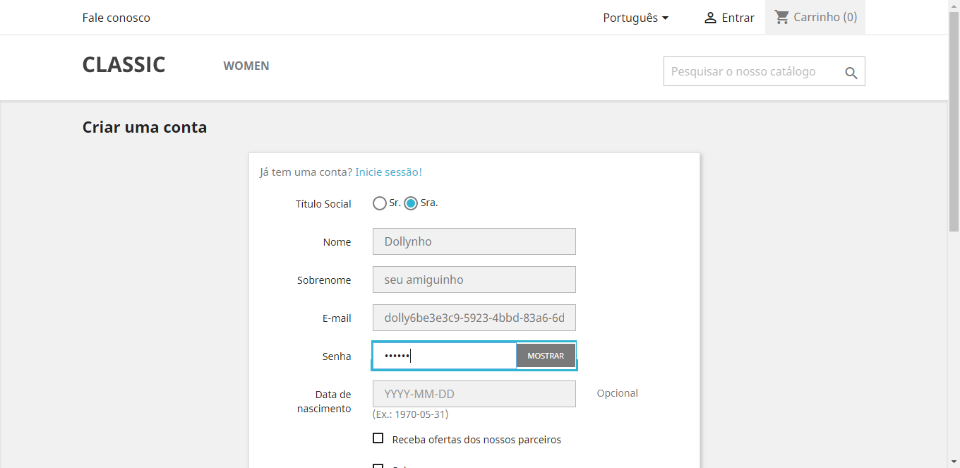 Fale conosco
Português
Entrar
Carrinho (0)
CLASSIC
WOMEN
Pesquisar o nosso catálogo
Criar uma conta
Já tem uma conta? Inicie sessão!
Título Social
Sr.
Sra.
Nome
Dollynho
Sobrenome
seu amiguinho
E-mail
dolly6be3e3c9-5923-4bbd-83a6-6d
Senha
••••••
MOSTRAR
Data de
nascimento
YYYY-MM-DD
Opcional
(Ex.: 1970-05-31)
Receba ofertas dos nossos parceiros